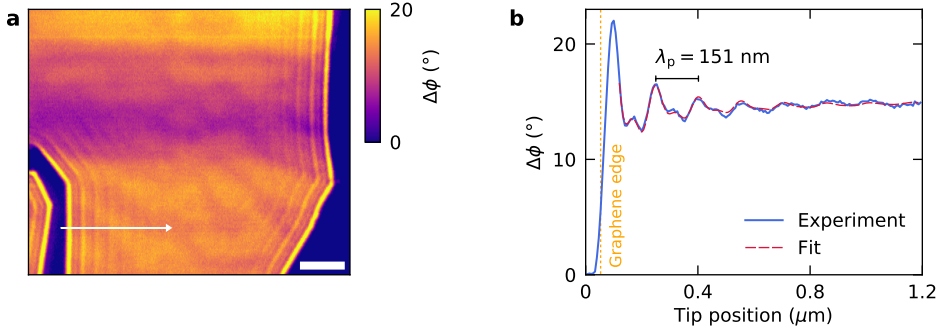 a
20
0
Δϕ (°)
b
20
10
0
Δϕ (°)
λp = 151 nm
Graphene edge
Experiment
Fit
0
0.4
0.8
1.2
Tip position (μm)